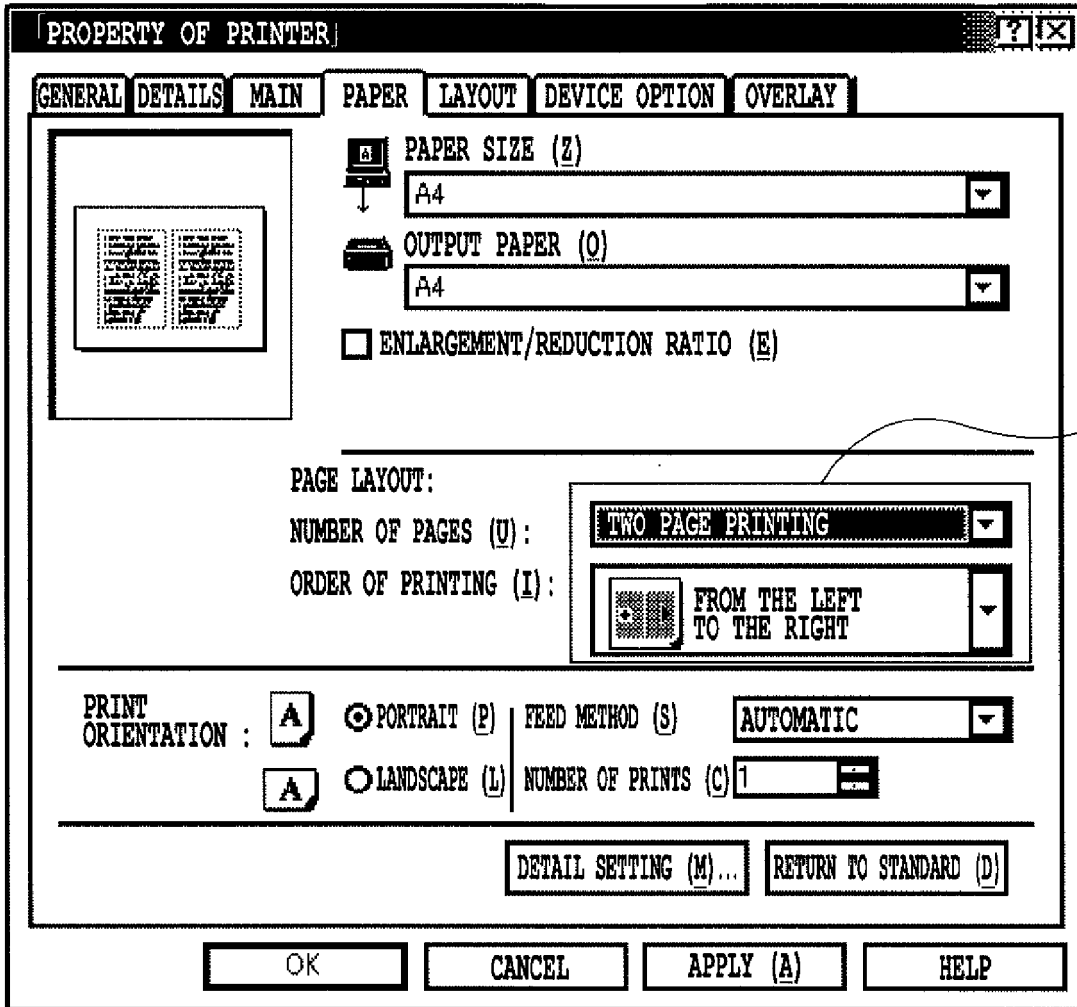 「PROPERTY OF PRINTER」 ? ×
GENERAL DETAILS MAIN PAPER LAYOUT DEVICE OPTION OVERLAY
PAPER SIZE (Z)
A4
OUTPUT PAPER (O)
A4
ENLARGEMENT/REDUCTION RATIO (E)
PAGE LAYOUT:
NUMBER OF PAGES (U): TWO PAGE PRINTING
ORDER OF PRINTING (I): FROM THE LEFT
TO THE RIGHT
PRINT
ORIENTATION :
A PORTRAIT (P) FEED METHOD (S) AUTOMATIC
A LANDSCAPE (L) NUMBER OF PRINTS (C) 1
DETAIL SETTING (M)... RETURN TO STANDARD (D)
OK CANCEL APPLY (A) HELP